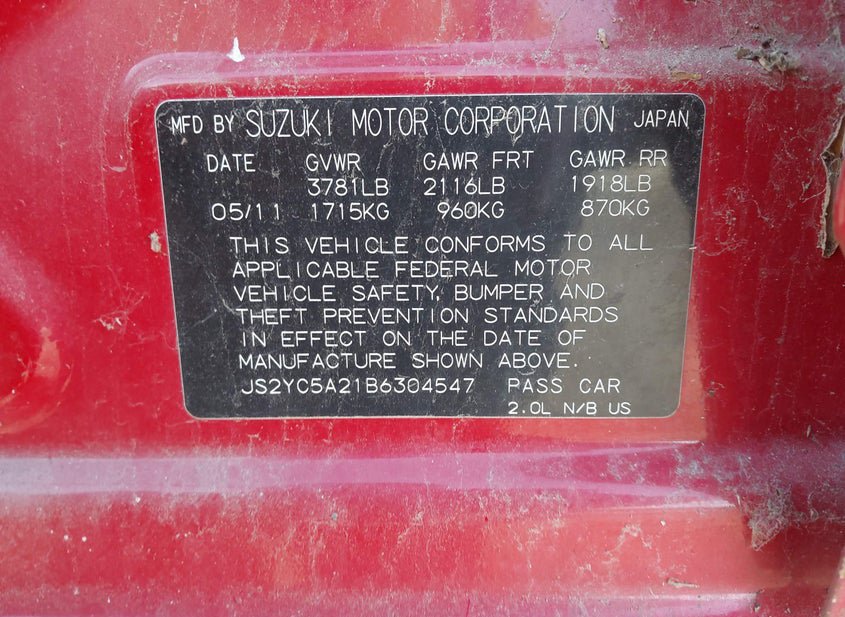 MFD BY SUZUKI MOTOR CORPORATION JAPAN
DATE GVWR GAWR FRT GAWR RR
3781LB 2116LB 1918LB
05/11 1715KG 960KG 870KG
THIS VEHICLE CONFORMS TO ALL
APPLICABLE FEDERAL MOTOR
VEHICLE SAFETY, BUMPER AND
THEFT PREVENTION STANDARDS
IN EFFECT ON THE DATE OF
MANUFACTURE SHOWN ABOVE.
JS2YC5A21B6304547 PASS CAR
2.0L N/B US